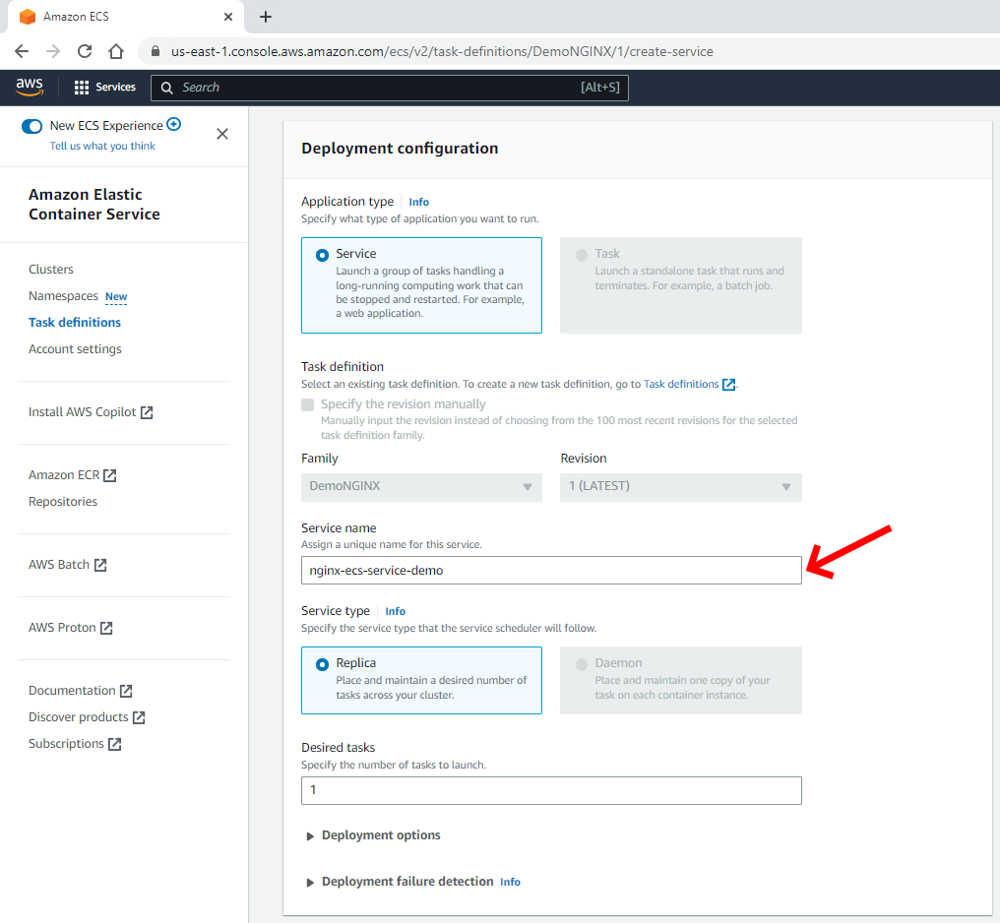 Amazon ECS
us-east-1.console.aws.amazon.com/ecs/v2/task-definitions/DemoNGINX/1/create-service
aws
Services
Search
[Alt+S]
New ECS Experience
Tell us what you think
Amazon Elastic
Container Service
Clusters
Namespaces New
Task definitions
Account settings
Install AWS Copilot
Amazon ECR
Repositories
AWS Batch
AWS Proton
Documentation
Discover products
Subscriptions
Deployment configuration
Application type Info
Specify what type of application you want to run.
Service
Launch a group of tasks handling a
long-running computing work that can
be stopped and restarted. For example,
a web application.
Task
Launch a standalone task that runs and
terminates. For example, a batch job.
Task definition
Select an existing task definition. To create a new task definition, go to Task definitions.
Specify the revision manually
Manually input the revision instead of choosing from the 100 most recent revisions for the selected
task definition family.
Family
DemoNGINX
Revision
1 (LATEST)
Service name
Assign a unique name for this service.
nginx-ecs-service-demo
Service type Info
Specify the service type that the service scheduler will follow.
Replica
Place and maintain a desired number of
tasks across your cluster.
Daemon
Place and maintain one copy of your
task on each container instance.
Desired tasks
Specify the number of tasks to launch.
1
Deployment options
Deployment failure detection Info